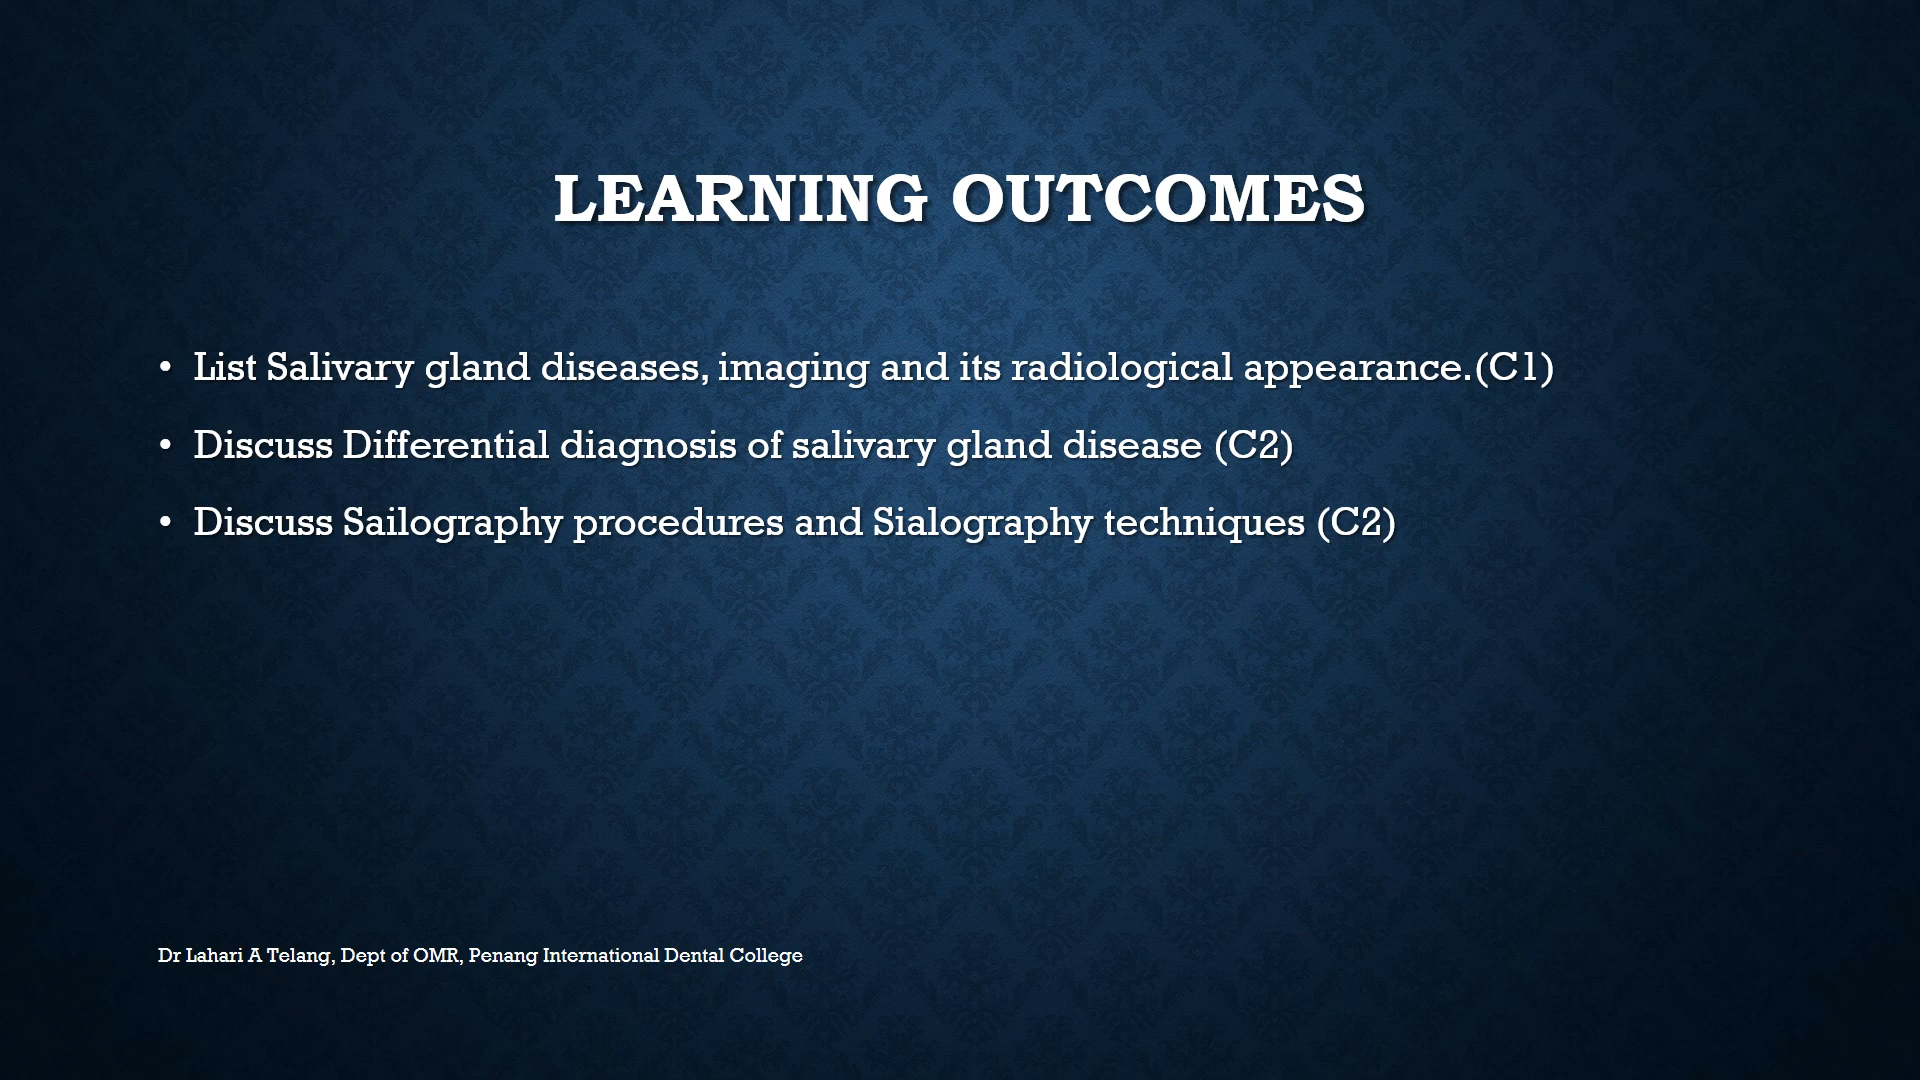 LEARNING OUTCOMES
• List Salivary gland diseases, imaging and its radiological appearance.(C1)
• Discuss Differential diagnosis of salivary gland disease (C2)
• Discuss Sailography procedures and Sialography techniques (C2)
Dr Lahari A Telang, Dept of OMR, Penang International Dental College